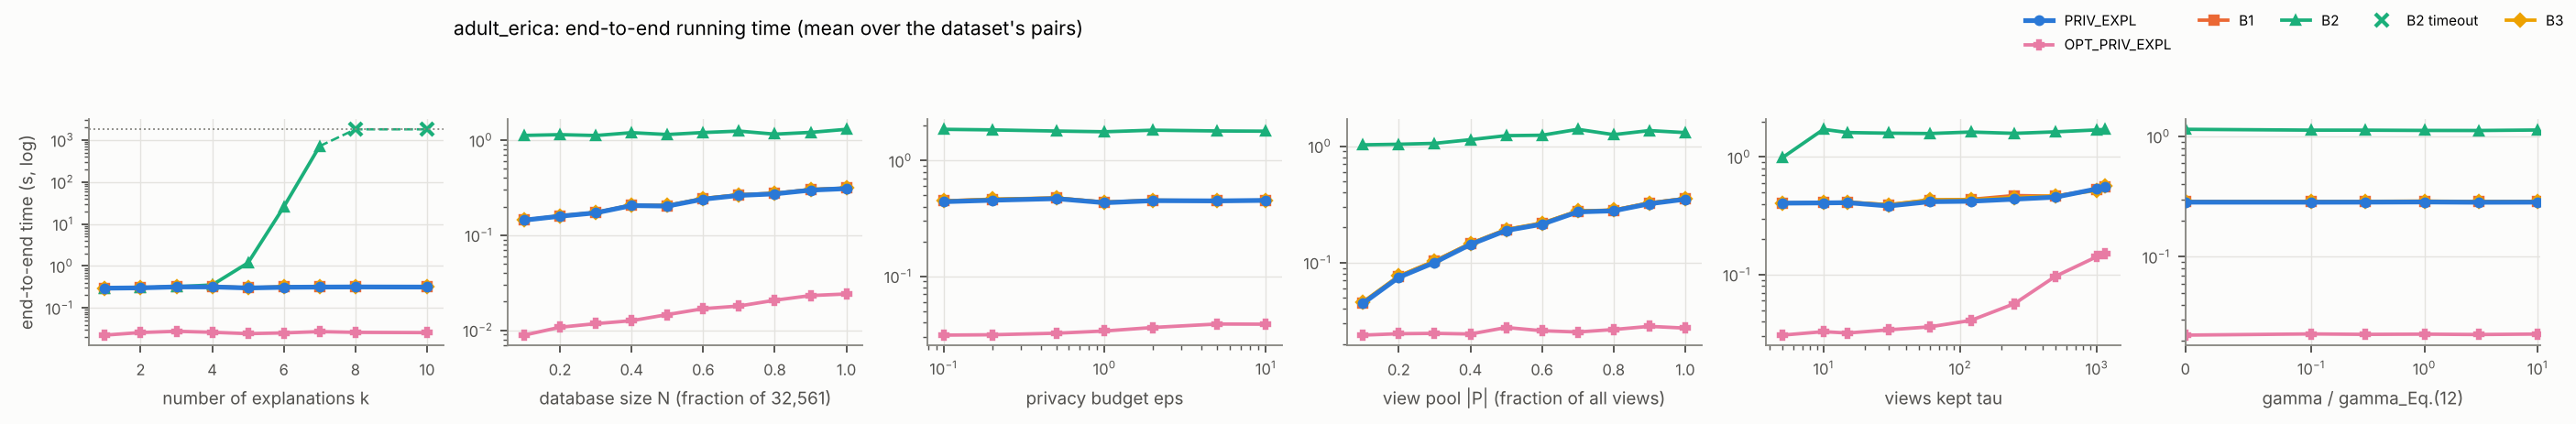 adult_erica: end-to-end running time (mean over the dataset's pairs)
PRIV_EXPL
B1
B2
B2 timeout
B3
OPT_PRIV_EXPL
end-to-end time (s, log)
10³
10²
10¹
10⁰
10⁻¹
2 4 6 8 10
number of explanations k
10⁰
10⁻¹
10⁻²
0.2 0.4 0.6 0.8 1.0
database size N (fraction of 32,561)
10⁰
10⁻¹
10⁻¹ 10⁰ 10¹
privacy budget eps
10⁰
10⁻¹
0.2 0.4 0.6 0.8 1.0
view pool |P| (fraction of all views)
10⁰
10⁻¹
10¹ 10² 10³
views kept tau
10⁰
10⁻¹
0 10⁻¹ 10⁰ 10¹
gamma / gamma_Eq.(12)